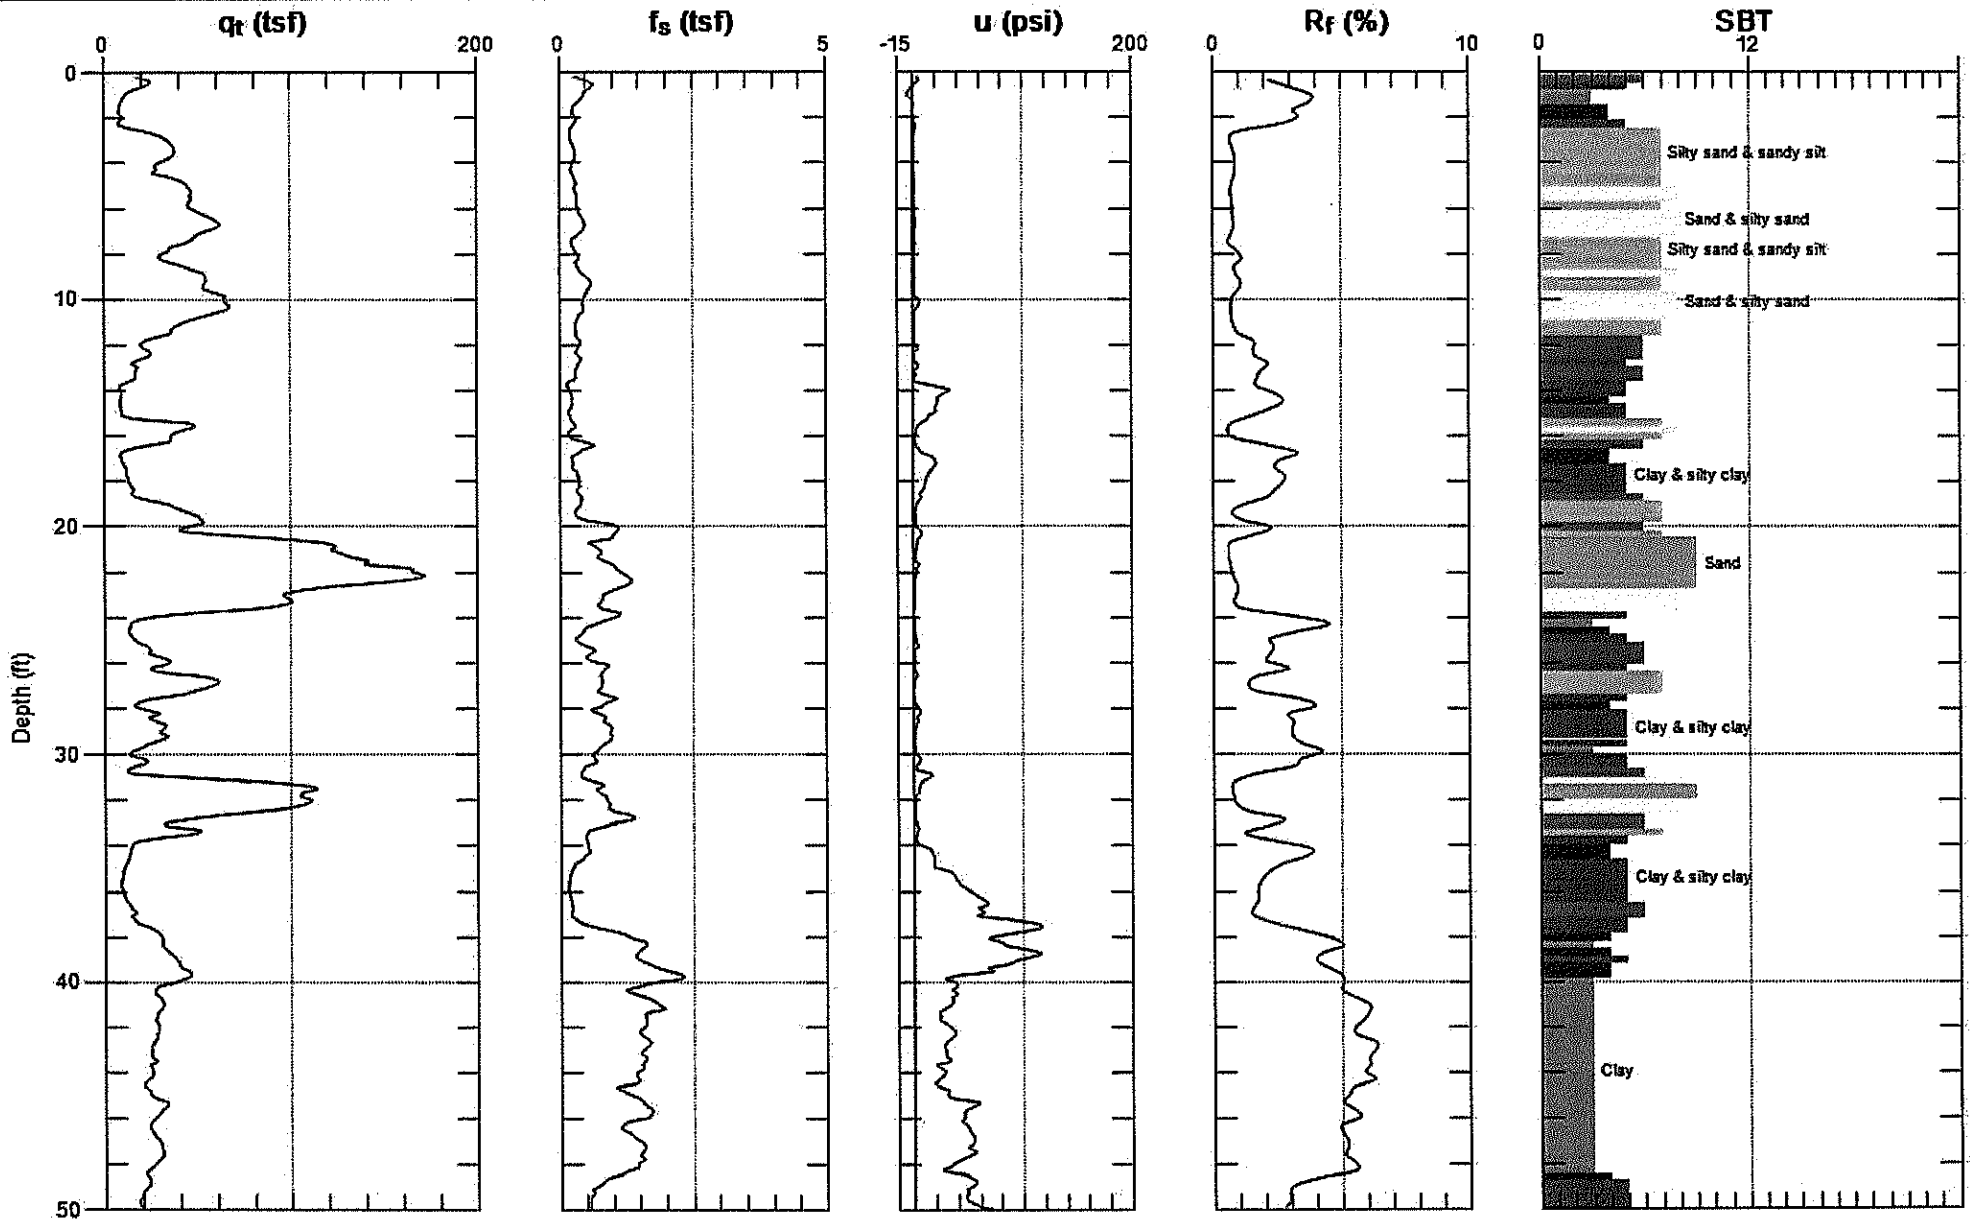 qt (tsf)
fs (tsf)
u (psi)
Rf (%)
SBT
0
200
0
5
-15
200
0
10
0
12
0
Silty sand & sandy silt
Sand & silty sand
Silty sand & sandy silt
10
Sand & silty sand
Clay & silty clay
20
Sand
Depth (ft)
Clay & silty clay
30
Clay & silty clay
40
Clay
50